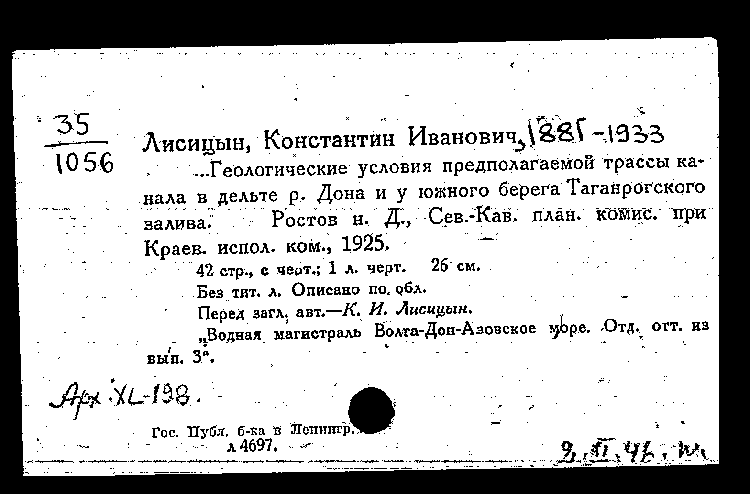 35
1056
Лисицын, Константин Иванович, 1881-1933
...Геологические условия предполагаемой трассы ка-
нала в дельте р. Дона и у южного берега Таганрогского
залива. Ростов н. Д., Сев.-Кав. план. комис. при
Краев. испол. ком., 1925.
42 стр., с черт.; 1 л. черт. 26 см.
Без тит. л. Описано по обл.
Перед загл. авт.—К. И. Лисицын.
„Водная магистраль Волга-Дон-Азовское море. Отд. отт. из
вып. 3“.
Арх. XL-198.
Гос. Публ. б-ка в Ленингр.
л 4697.